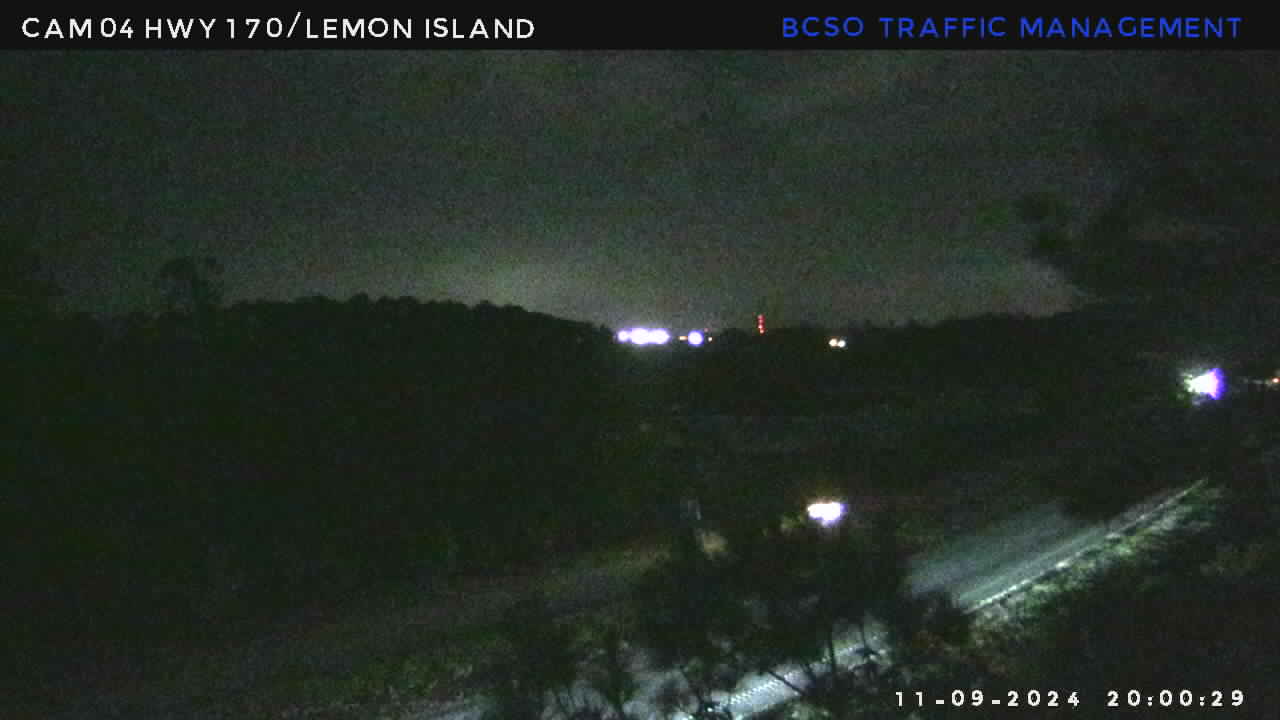 CAM04 HWY 170/LEMON ISLAND
BCSO TRAFFIC MANAGEMENT
11-09-2024 20:00:29